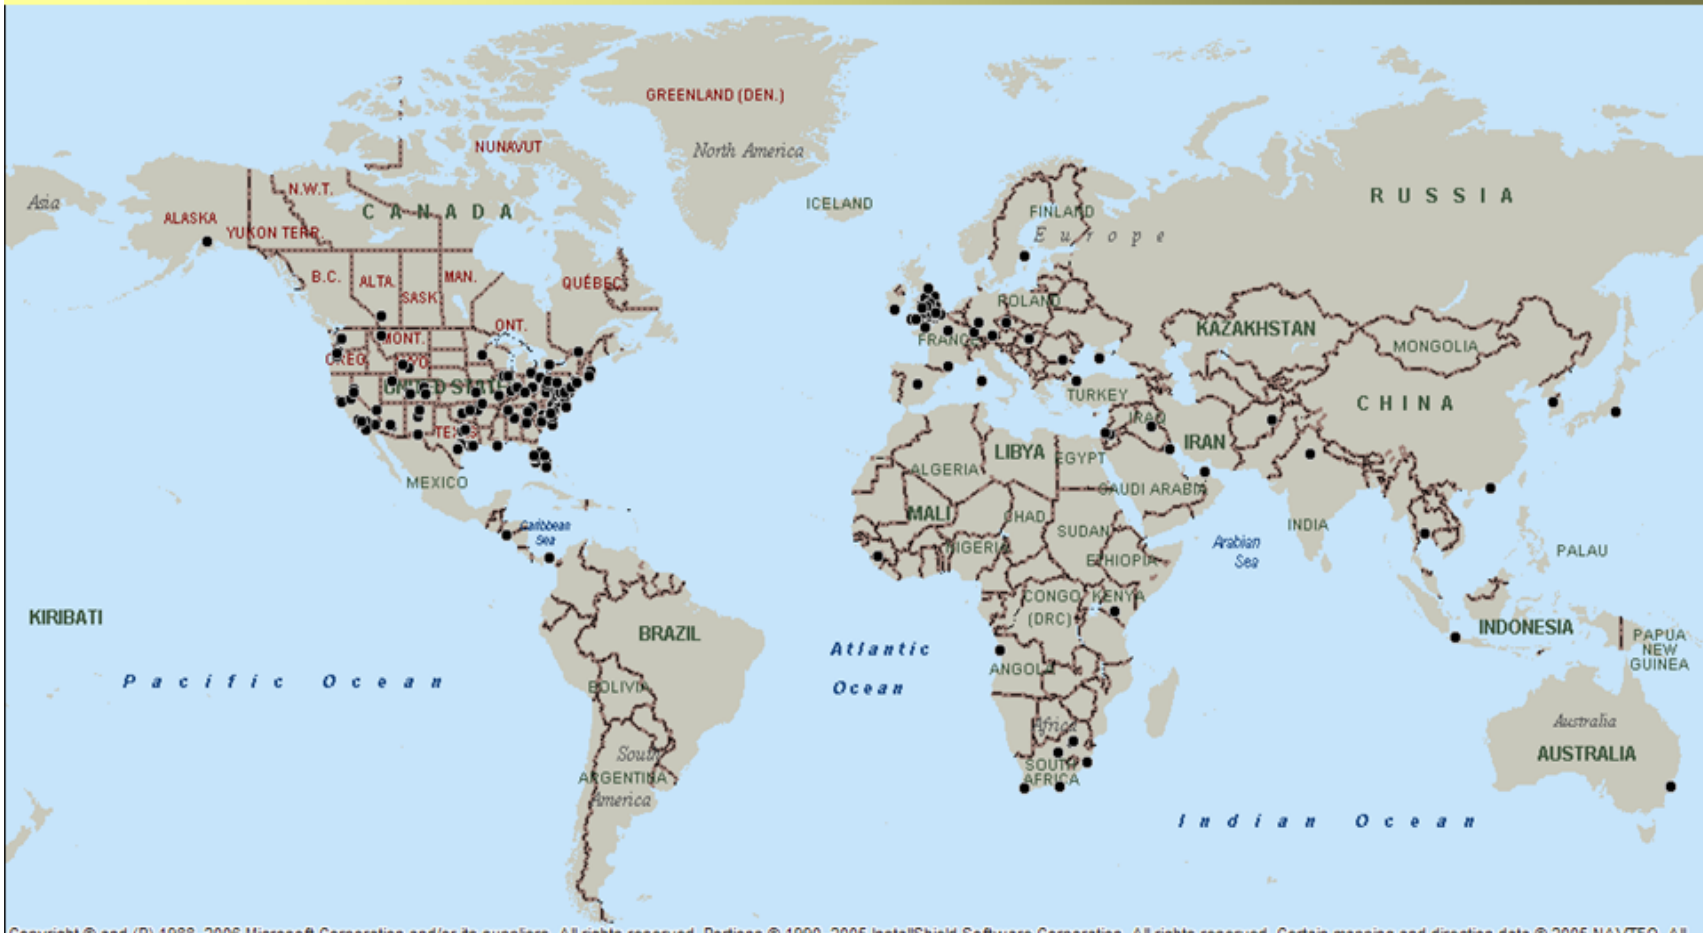 GREENLAND (DEN.)
NUNAVUT
North America
N.W.T.
Asia
ICELAND
R U S S I A
C A N A D A
FINLAND
ALASKA
YUKON TERR.
E u r o p e
B.C.
ALTA.
MAN.
QUÉBEC
SASK
POLAND
ONT.
KAZAKHSTAN
MONT.
FRANCE
MONGOLIA
OREG.
UNITED STATE
TURKEY
C H I N A
IRAQ
TEXAS
IRAN
LIBYA
EGYPT
ALGERIA
MEXICO
SAUDI ARABIA
MALI
CHAD
Caribbean
Sea
SUDAN
INDIA
NIGERIA
Arabian
Sea
ETHIOPIA
PALAU
CONGO
(DRC)
KENYA
KIRIBATI
BRAZIL
INDONESIA
PAPUA
NEW
GUINEA
Atlantic
Ocean
ANGOLA
P a c i f i c O c e a n
BOLIVIA
Africa
Australia
South
America
AUSTRALIA
SOUTH
AFRICA
ARGENTINA
I n d i a n O c e a n